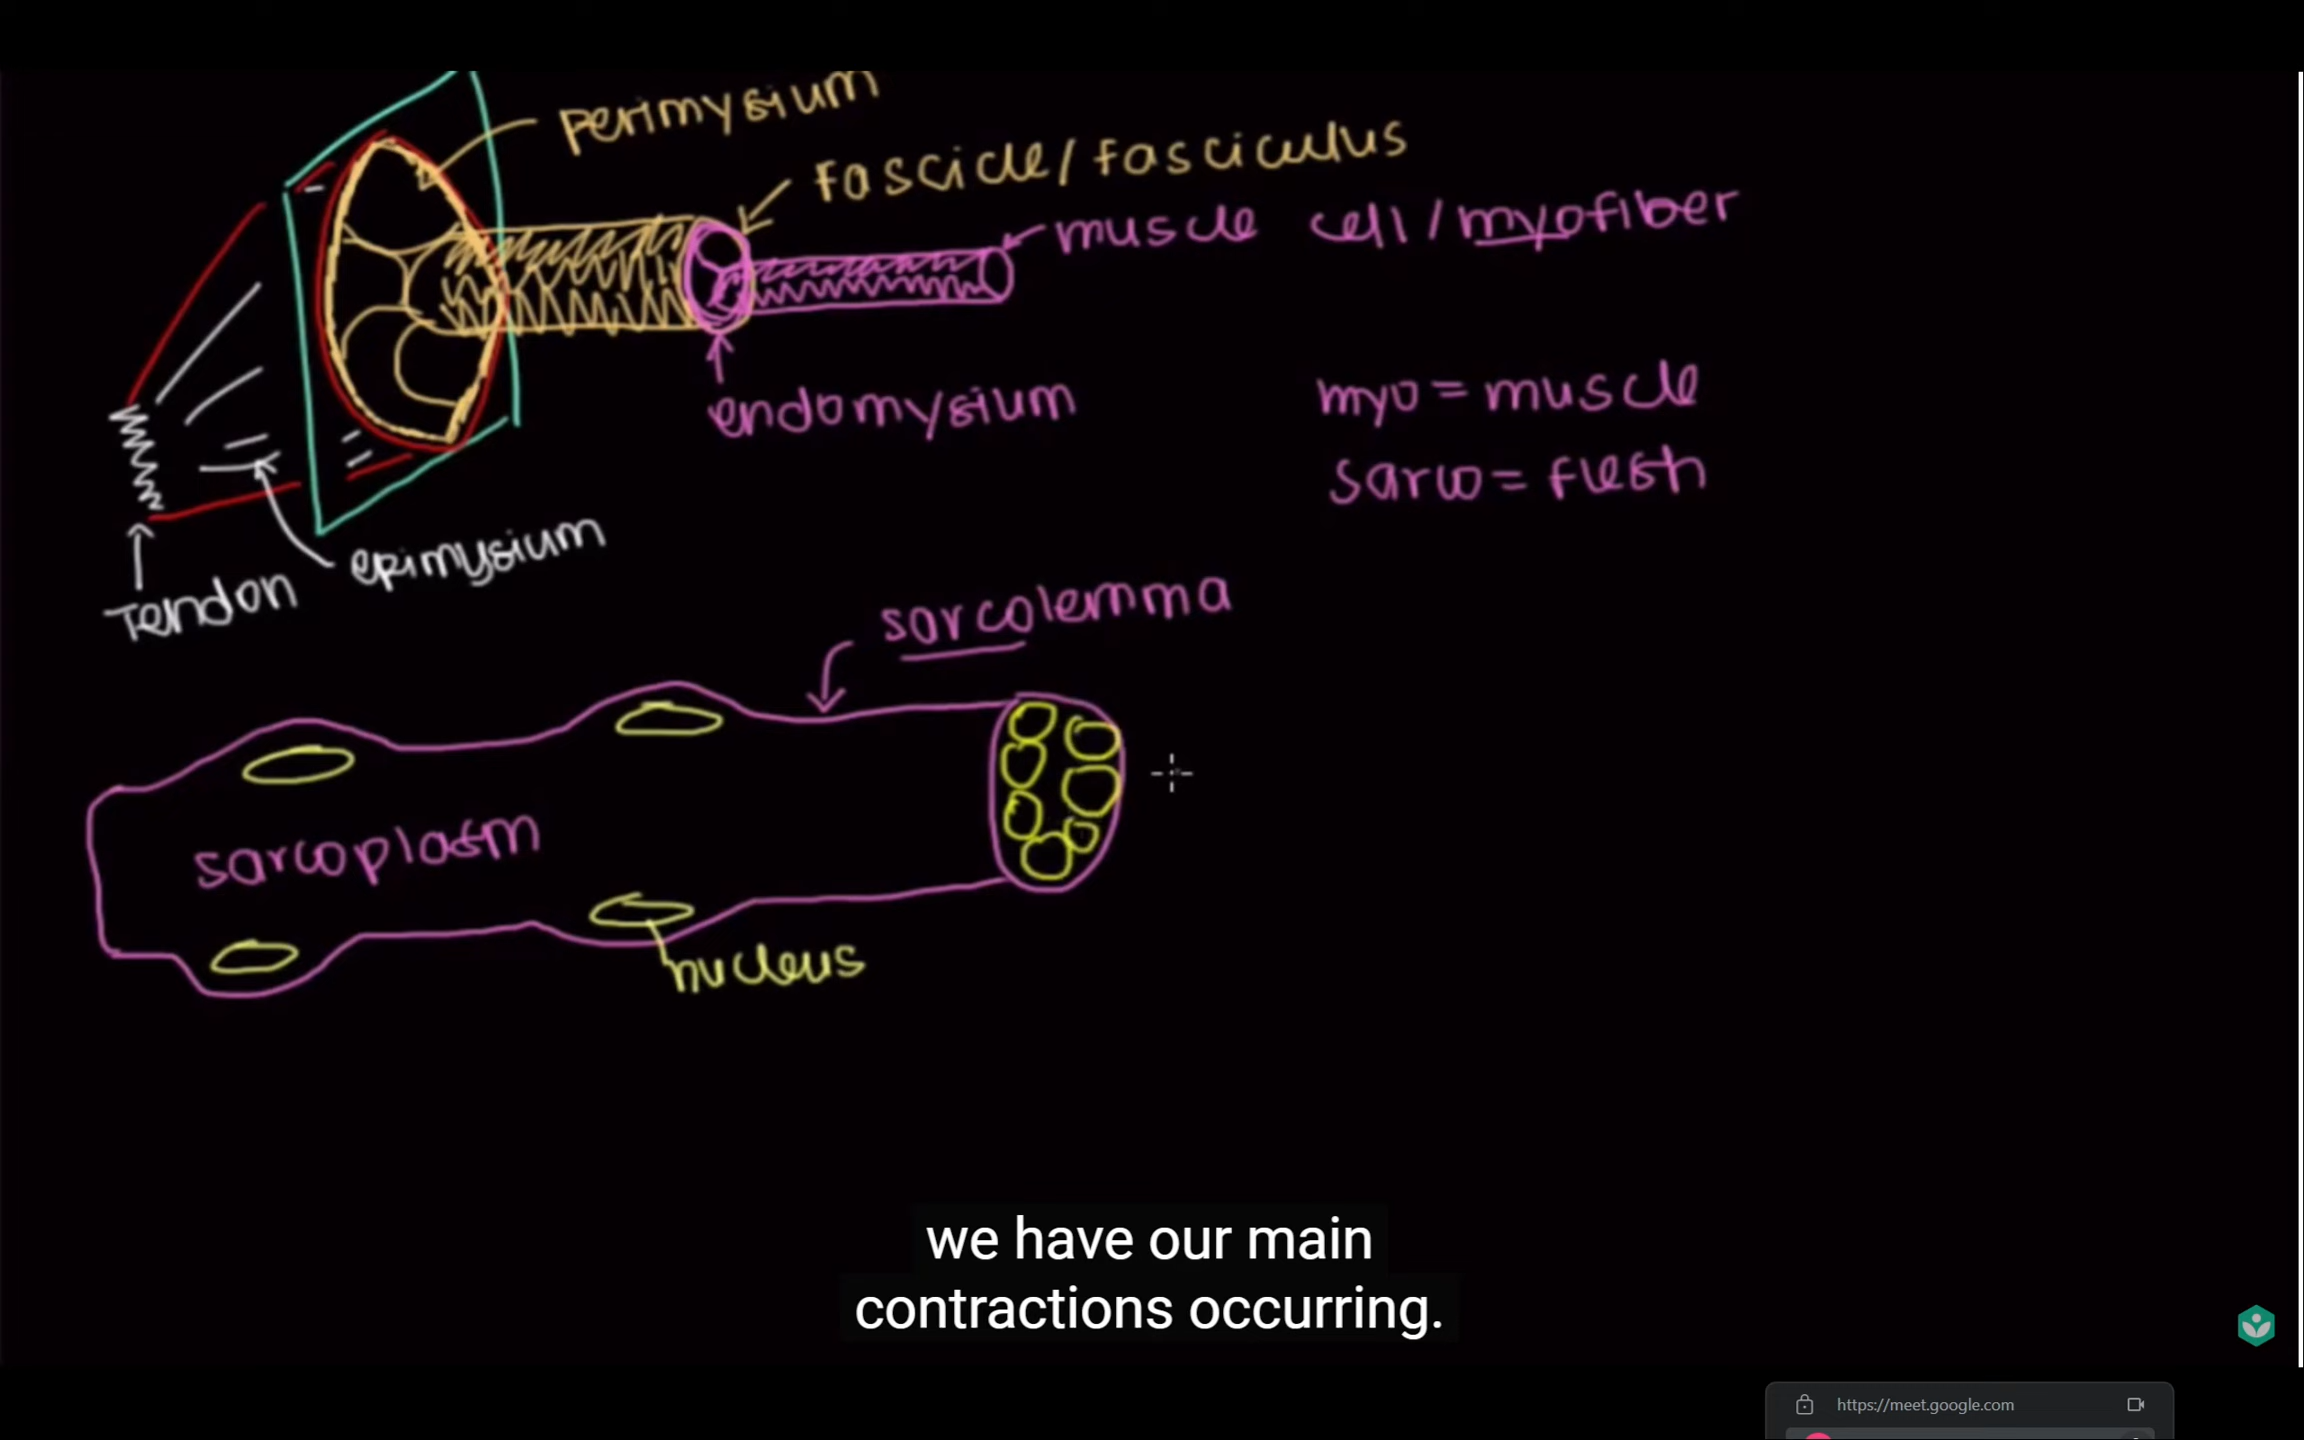 perimysium
fascicle/fasciculus
muscle cell/myofiber
endomysium
myo=muscle
sarco=flesh
epimysium
Tendon
sarcolemma
sarcoplasm
nucleus
we have our main
contractions occurring.
https://meet.google.com